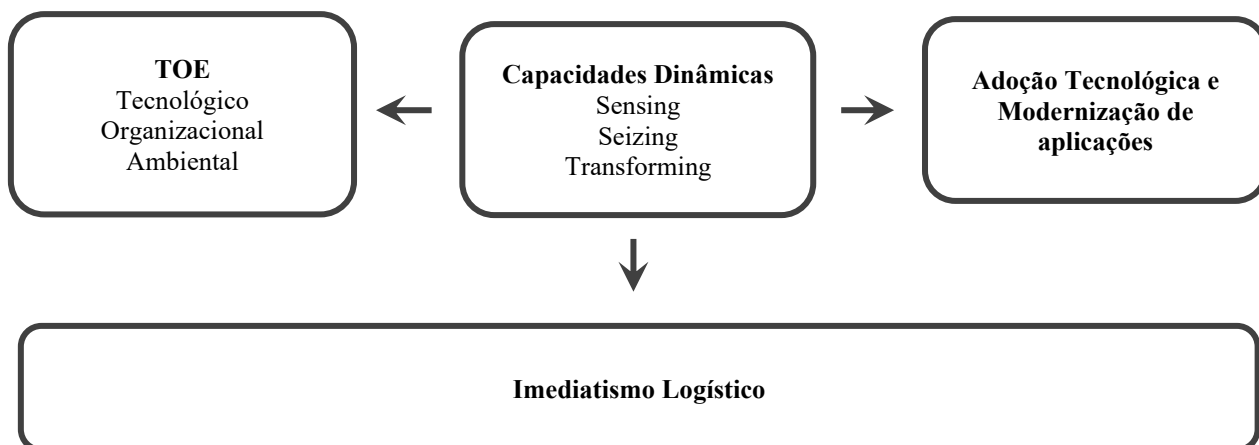 TOE
Tecnológico
Organizacional
Ambiental
Capacidades Dinâmicas
Sensing
Seizing
Transforming
Adoção Tecnológica e
Modernização de
aplicações
Imediatismo Logístico